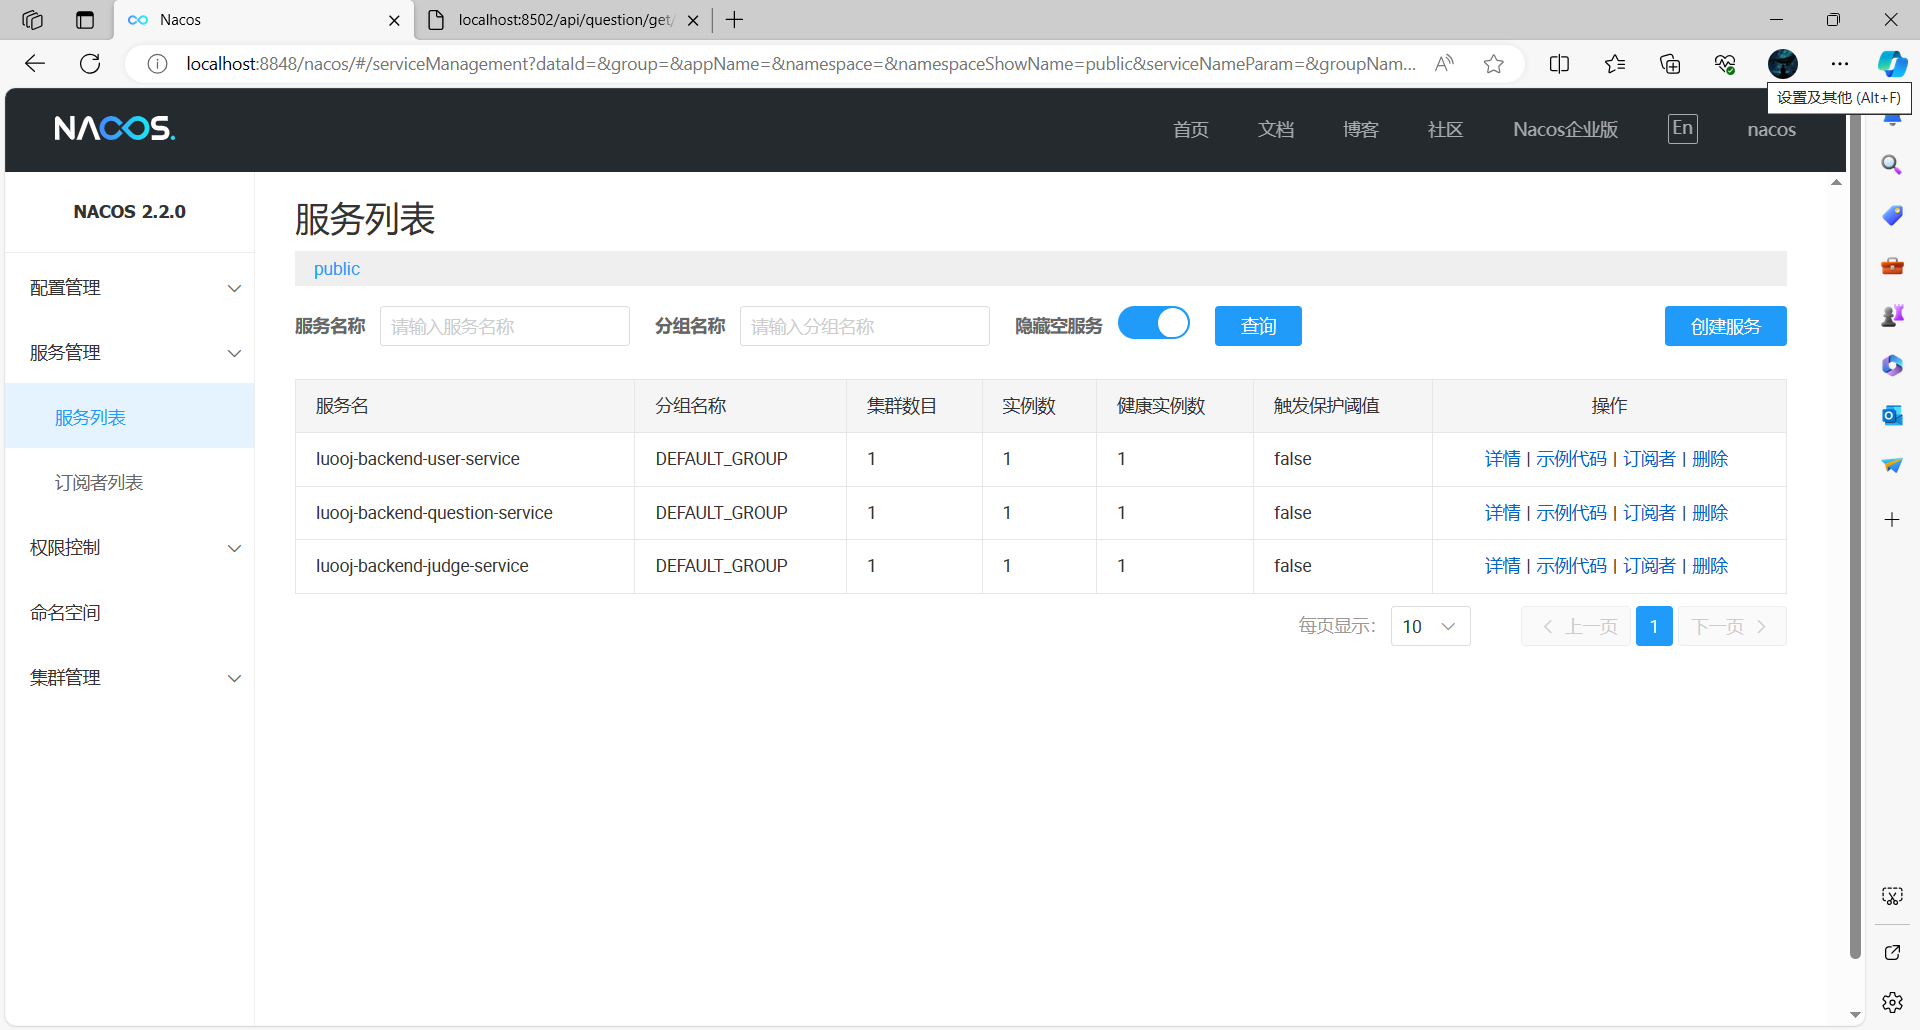 Nacos
localhost:8502/api/question/get/
localhost:8848/nacos/#/serviceManagement?dataId=&group=&appName=&namespace=&namespaceShowName=public&serviceNameParam=&groupNam...
设置及其他 (Alt+F)
NACOS.
首页 文档 博客 社区 Nacos企业版 En nacos
NACOS 2.2.0
配置管理
服务管理
服务列表
订阅者列表
权限控制
命名空间
集群管理
服务列表
public
服务名称 请输入服务名称 分组名称 请输入分组名称 隐藏空服务 查询 创建服务
服务名 分组名称 集群数目 实例数 健康实例数 触发保护阈值 操作
luooj-backend-user-service DEFAULT_GROUP 1 1 1 false 详情 | 示例代码 | 订阅者 | 删除
luooj-backend-question-service DEFAULT_GROUP 1 1 1 false 详情 | 示例代码 | 订阅者 | 删除
luooj-backend-judge-service DEFAULT_GROUP 1 1 1 false 详情 | 示例代码 | 订阅者 | 删除
每页显示: 10 上一页 1 下一页